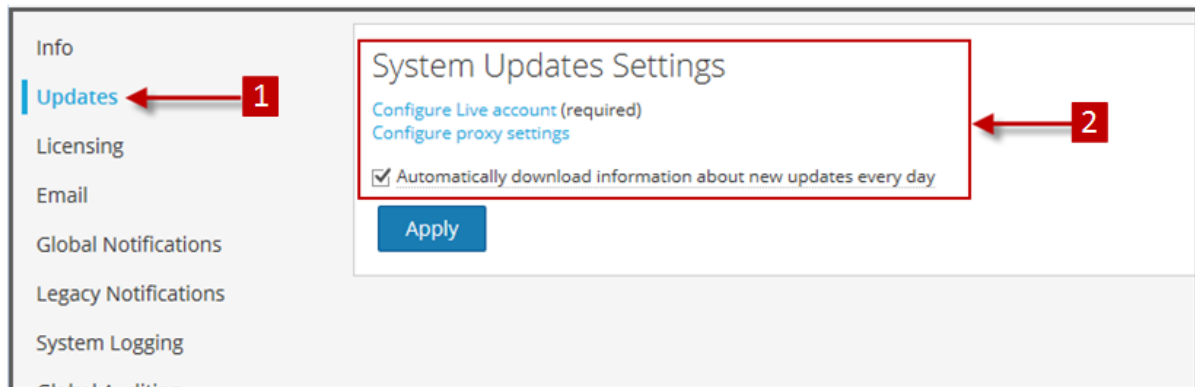 Info
Updates
1
Licensing
Email
Global Notifications
Legacy Notifications
System Logging
System Updates Settings
Configure Live account (required)
Configure proxy settings
Automatically download information about new updates every day
Apply
2